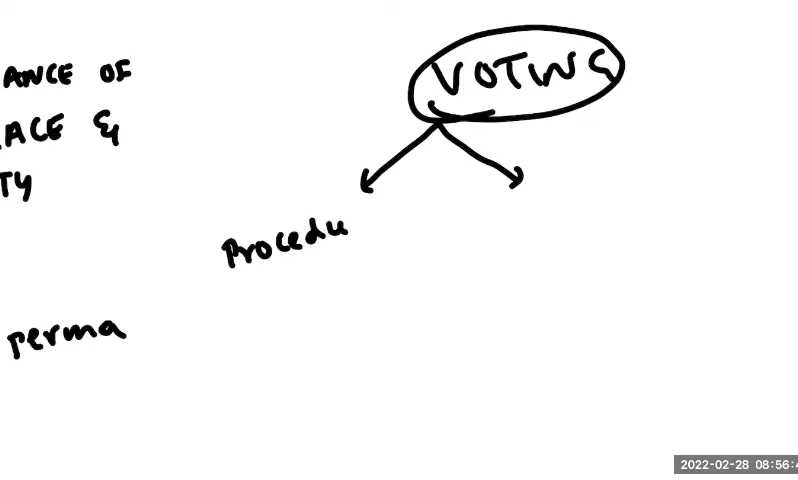 ANCE OF
ACE &
TY
VOTING
Procedu
perma
2022-02-28 08:56:4